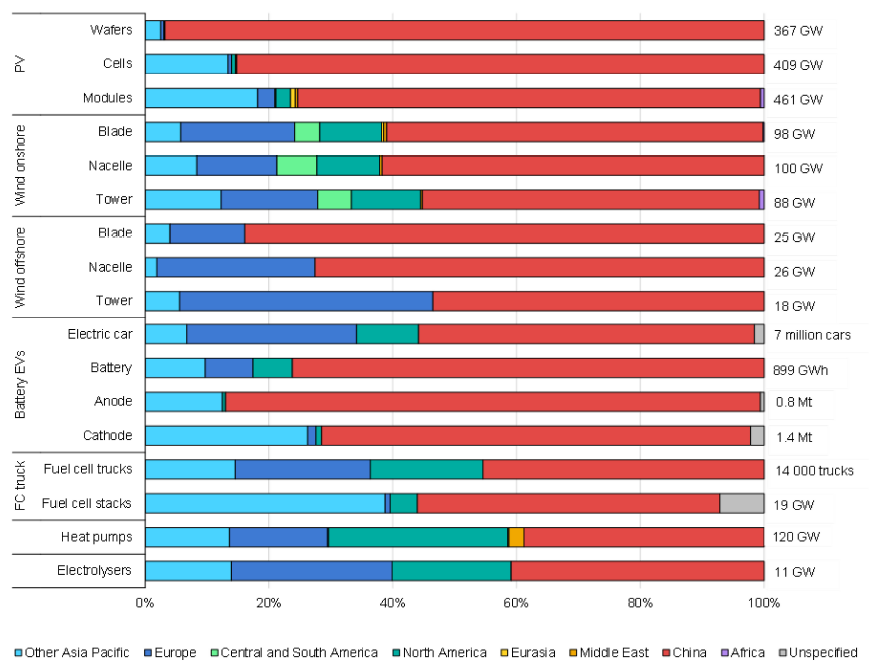 PV
Wafers 367 GW
Cells 409 GW
Modules 461 GW
Wind onshore
Blade 98 GW
Nacelle 100 GW
Tower 88 GW
Wind offshore
Blade 25 GW
Nacelle 26 GW
Tower 18 GW
Battery EVs
Electric car 7 million cars
Battery 899 GWh
Anode 0.8 Mt
Cathode 1.4 Mt
FC truck
Fuel cell trucks 14 000 trucks
Fuel cell stacks 19 GW
Heat pumps 120 GW
Electrolysers 11 GW
0% 20% 40% 60% 80% 100%
Other Asia Pacific Europe Central and South America North America Eurasia Middle East China Africa Unspecified